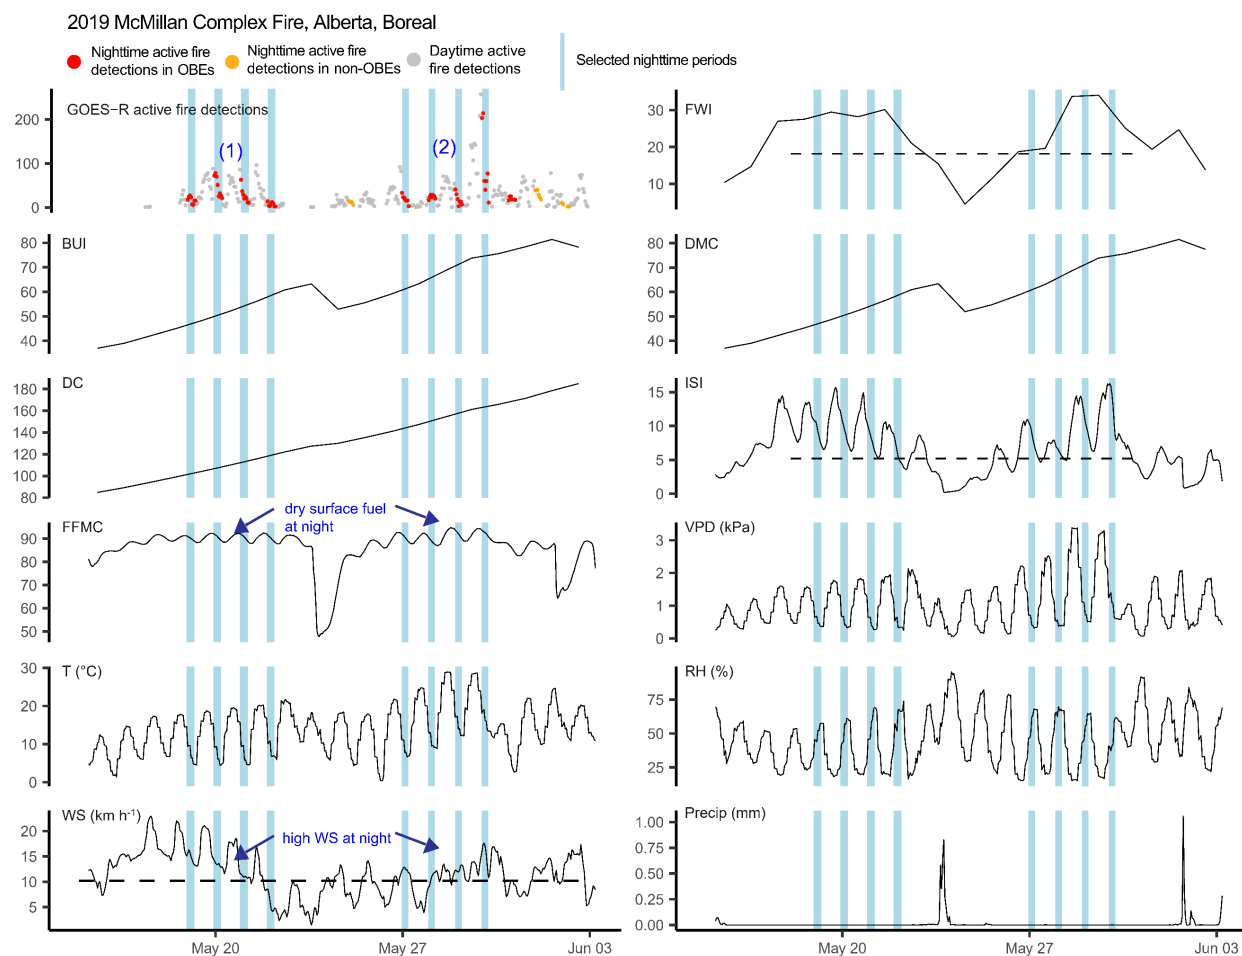 2019 McMillan Complex Fire, Alberta, Boreal
Nighttime active fire
detections in OBEs
Nighttime active fire
detections in non-OBEs
Daytime active
fire detections
Selected nighttime periods
GOES−R active fire detections
(1)
(2)
200
100
0
FWI
30
20
10
BUI
80
70
60
50
40
DMC
80
70
60
50
40
DC
180
160
140
120
100
80
ISI
15
10
5
0
FFMC
dry surface fuel
at night
90
80
70
60
50
VPD (kPa)
3
2
1
0
T (°C)
30
20
10
0
RH (%)
75
50
25
WS (km h-1)
high WS at night
20
15
10
5
Precip (mm)
1.00
0.75
0.50
0.25
0.00
May 20
May 27
Jun 03
May 20
May 27
Jun 03